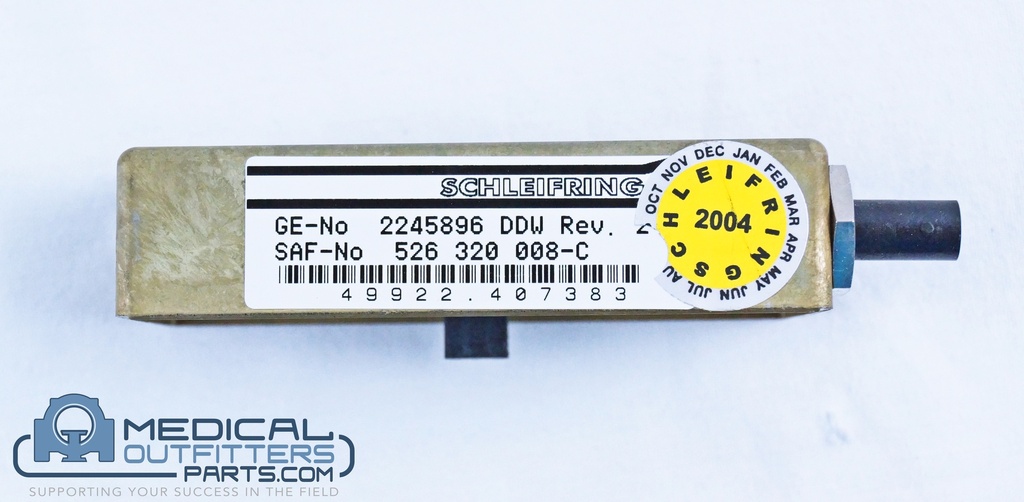 SCHLEIFRING
GE-No 2245896 DDW Rev.
SAF-No 526 320 008-C
49922.407383
OCT NOV DEC JAN FEB MAR APR MAY JUN JUL
SCHLEIFRING
2004
MEDICAL
OUTFITTERS
PARTS.COM
SUPPORTING YOUR SUCCESS IN THE FIELD